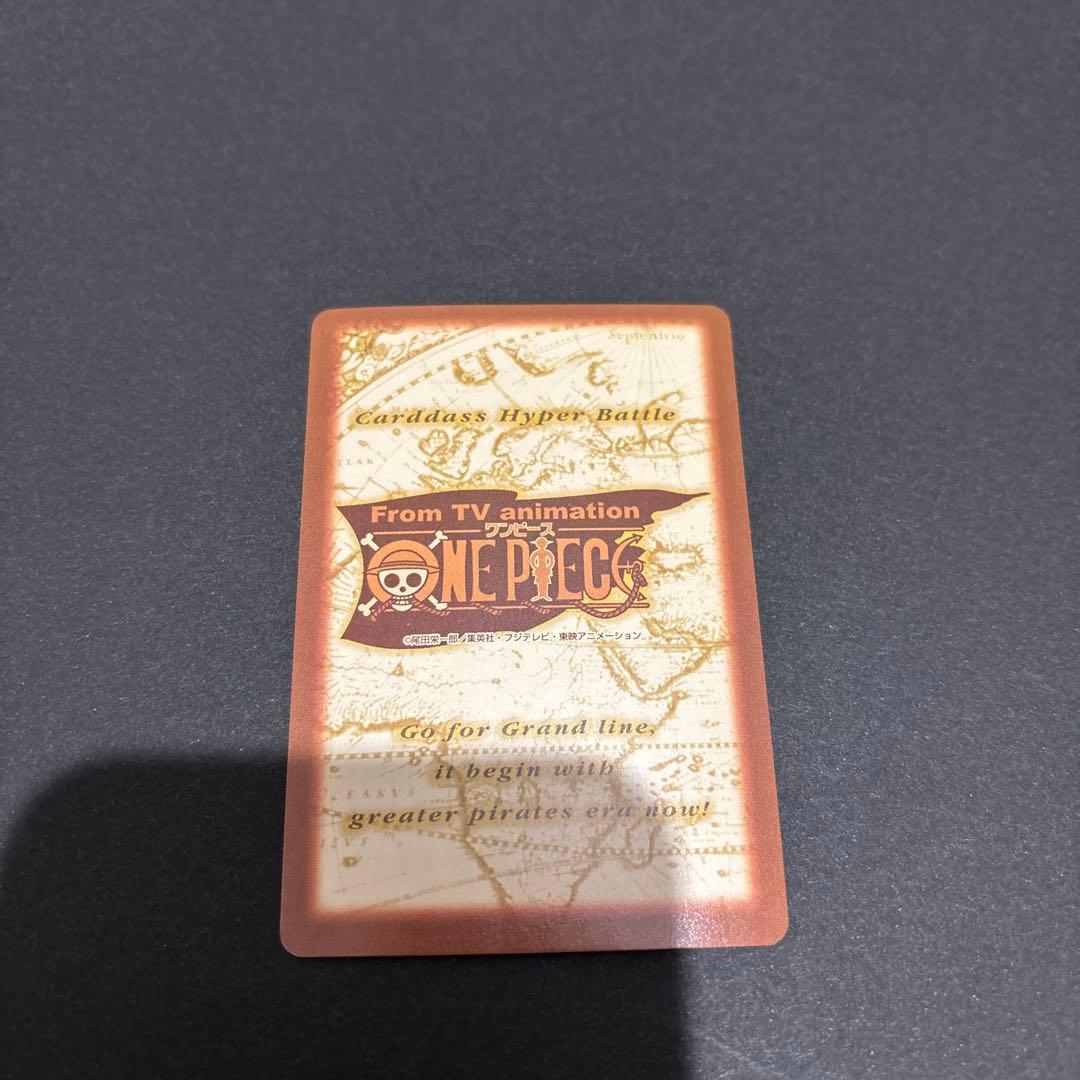 Septentrio
Carddass Hyper Battle
From TV animation
ワンピース
ONE PIECE
©尾田栄一郎/集英社・フジテレビ・東映アニメーション
Go for Grand line,
it begin with
greater pirates era now!